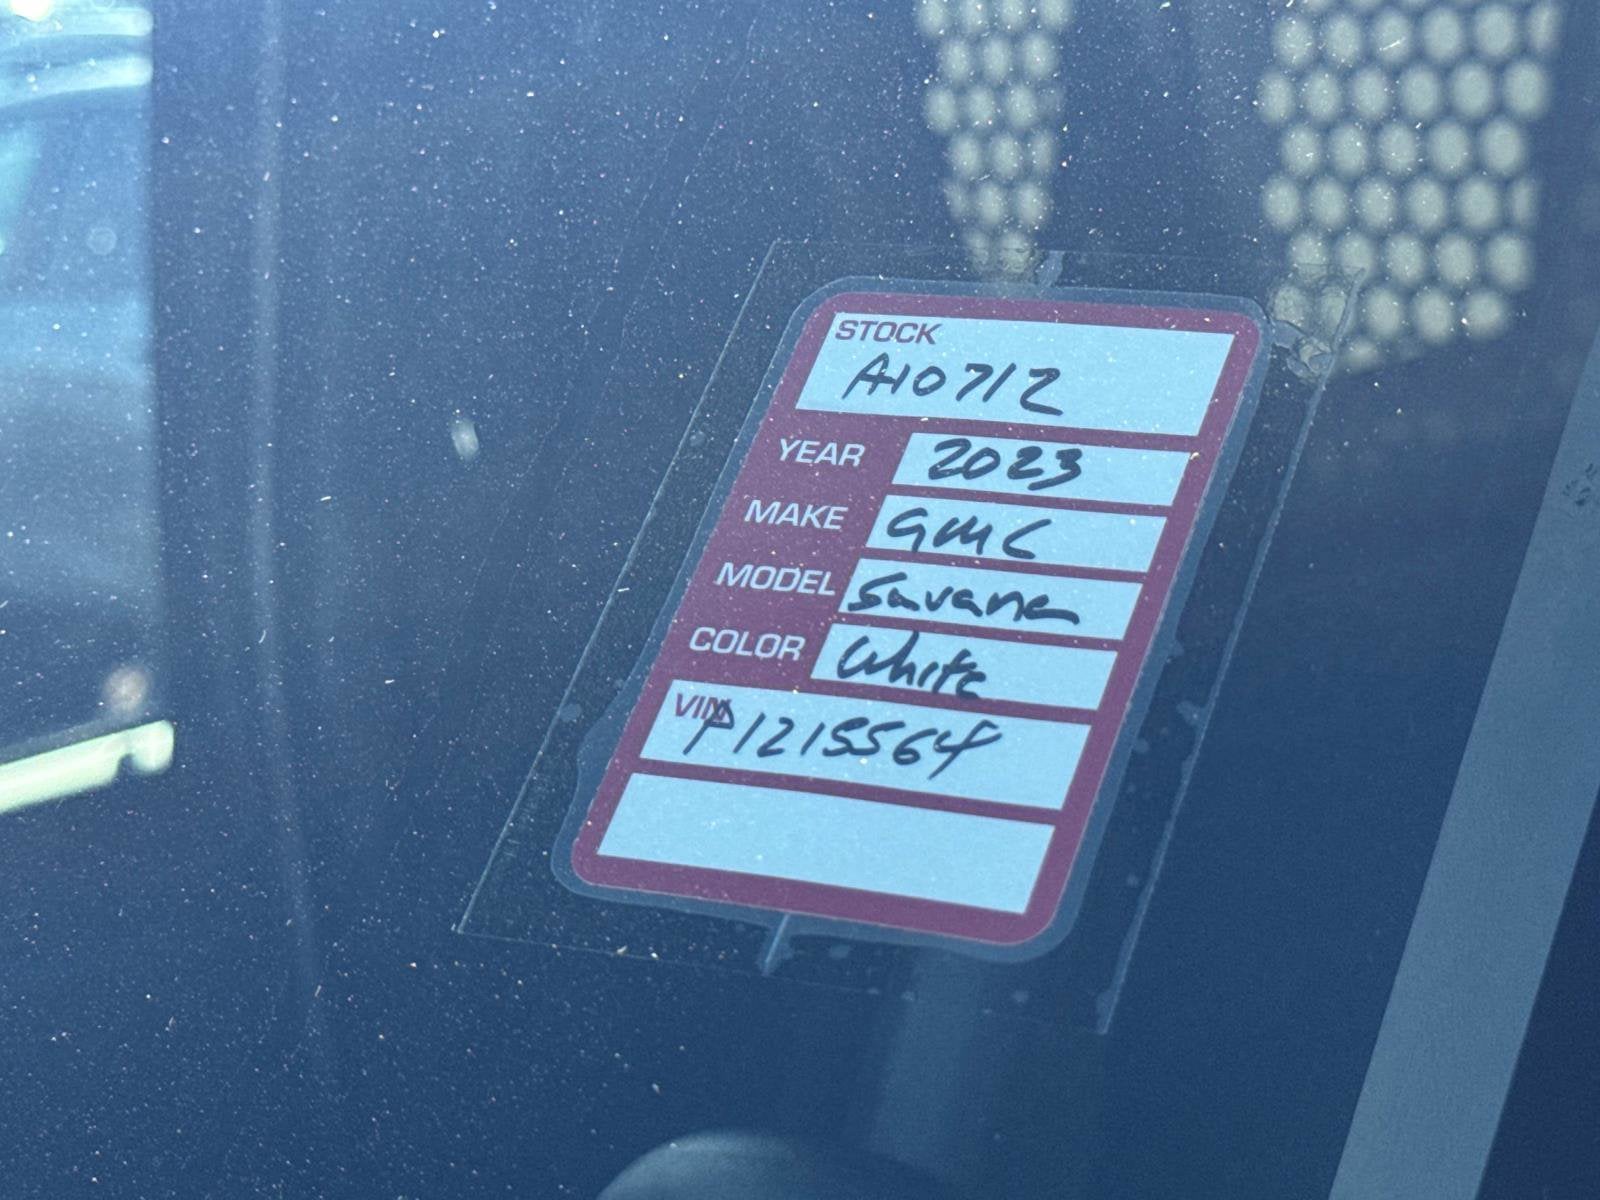 STOCK
A10712
YEAR 2023
MAKE GMC
MODEL Savana
COLOR White
VIN P1215564